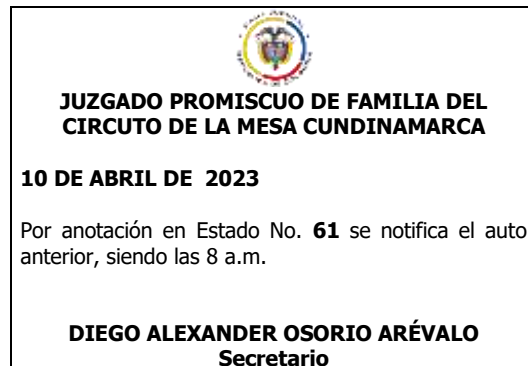 JUZGADO PROMISCUO DE FAMILIA DEL
CIRCUTO DE LA MESA CUNDINAMARCA
10 DE ABRIL DE 2023
Por anotación en Estado No. 61 se notifica el auto
anterior, siendo las 8 a.m.
DIEGO ALEXANDER OSORIO ARÉVALO
Secretario